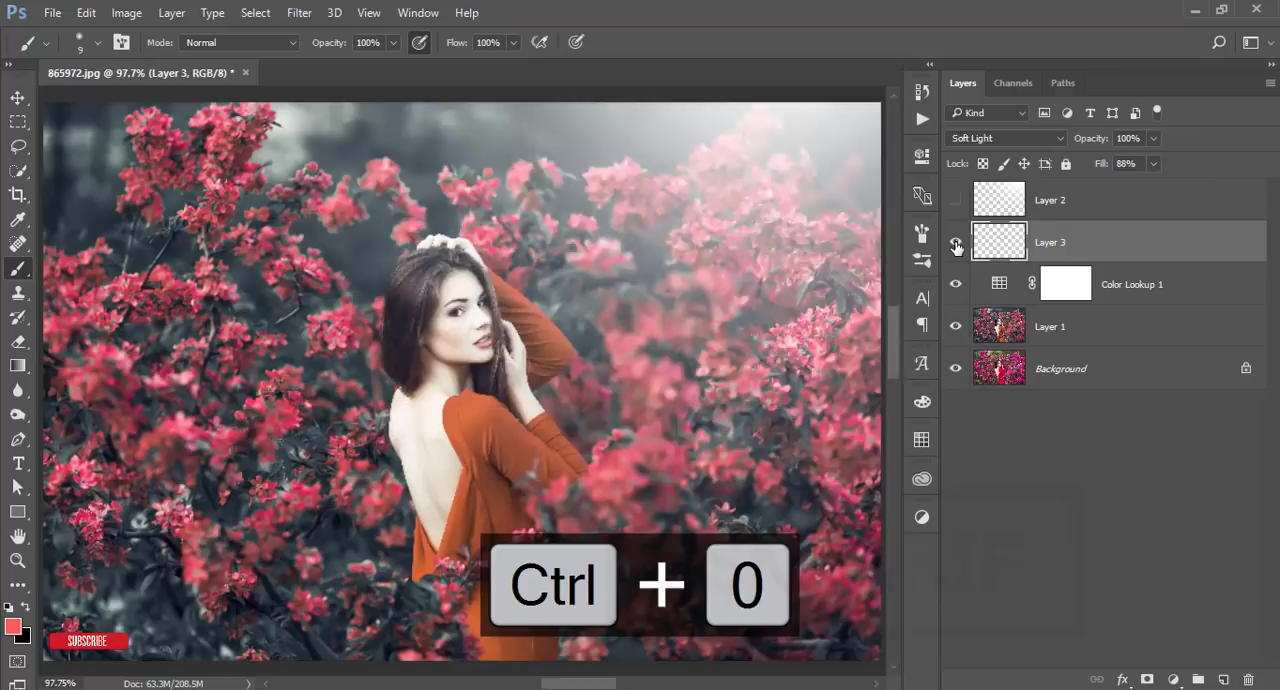 Ps File Edit Image Layer Type Select Filter 3D View Window Help
9 Mode: Normal Opacity: 100% Flow: 100%
865972.jpg @ 97.7% (Layer 3, RGB/8) * ×
Layers Channels Paths
Kind
Soft Light Opacity: 100%
Lock: Fill: 88%
Layer 2
Layer 3
Color Lookup 1
Layer 1
Background
Ctrl + 0
SUBSCRIBE
97.75% Doc: 63.3M/208.5M